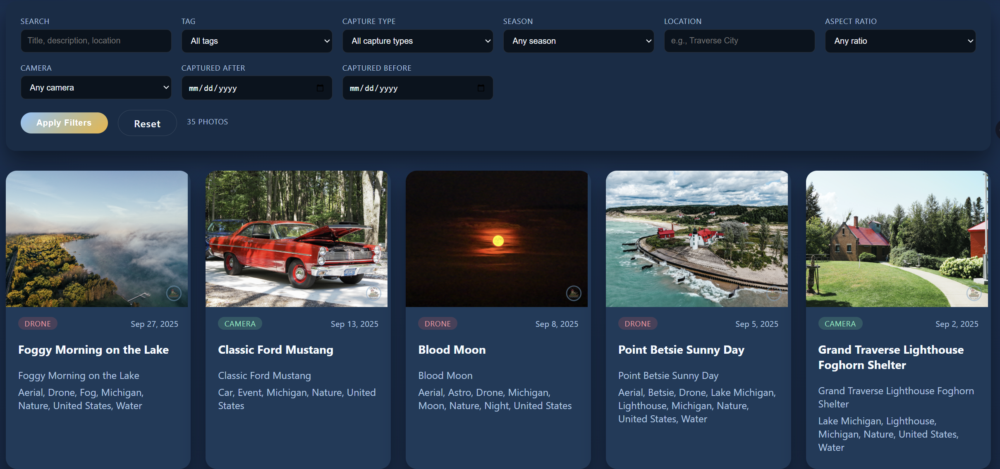 SEARCH
TAG
CAPTURE TYPE
SEASON
LOCATION
ASPECT RATIO
Title, description, location
All tags
All capture types
Any season
e.g., Traverse City
Any ratio
CAMERA
CAPTURED AFTER
CAPTURED BEFORE
Any camera
mm/dd/yyyy
mm/dd/yyyy
Apply Filters
Reset
35 PHOTOS
DRONE
Sep 27, 2025
Foggy Morning on the Lake
Foggy Morning on the Lake
Aerial, Drone, Fog, Michigan,
Nature, United States, Water
CAMERA
Sep 13, 2025
Classic Ford Mustang
Classic Ford Mustang
Car, Event, Michigan, Nature, United
States
DRONE
Sep 8, 2025
Blood Moon
Blood Moon
Aerial, Astro, Drone, Michigan,
Moon, Nature, Night, United States
DRONE
Sep 5, 2025
Point Betsie Sunny Day
Point Betsie Sunny Day
Aerial, Betsie, Drone, Lake Michigan,
Lighthouse, Michigan, Nature,
United States, Water
CAMERA
Sep 2, 2025
Grand Traverse Lighthouse
Foghorn Shelter
Grand Traverse Lighthouse Foghorn
Shelter
Lake Michigan, Lighthouse,
Michigan, Nature, United States,
Water